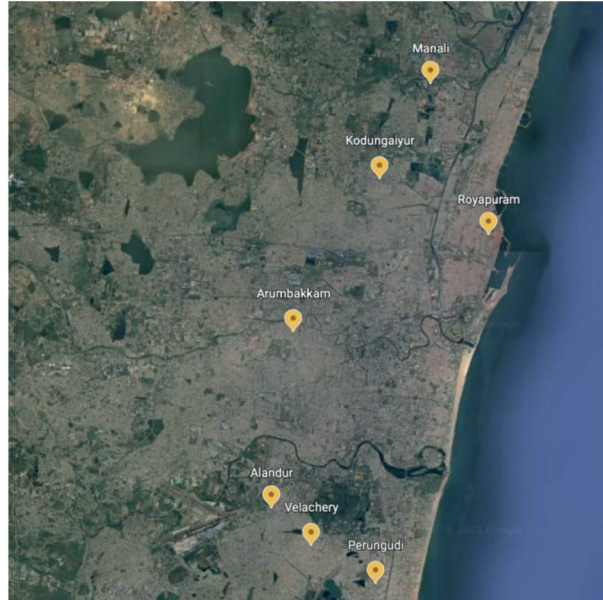 Manali
Kodungaiyur
Royapuram
Arumbakkam
Alandur
Velachery
Perungudi